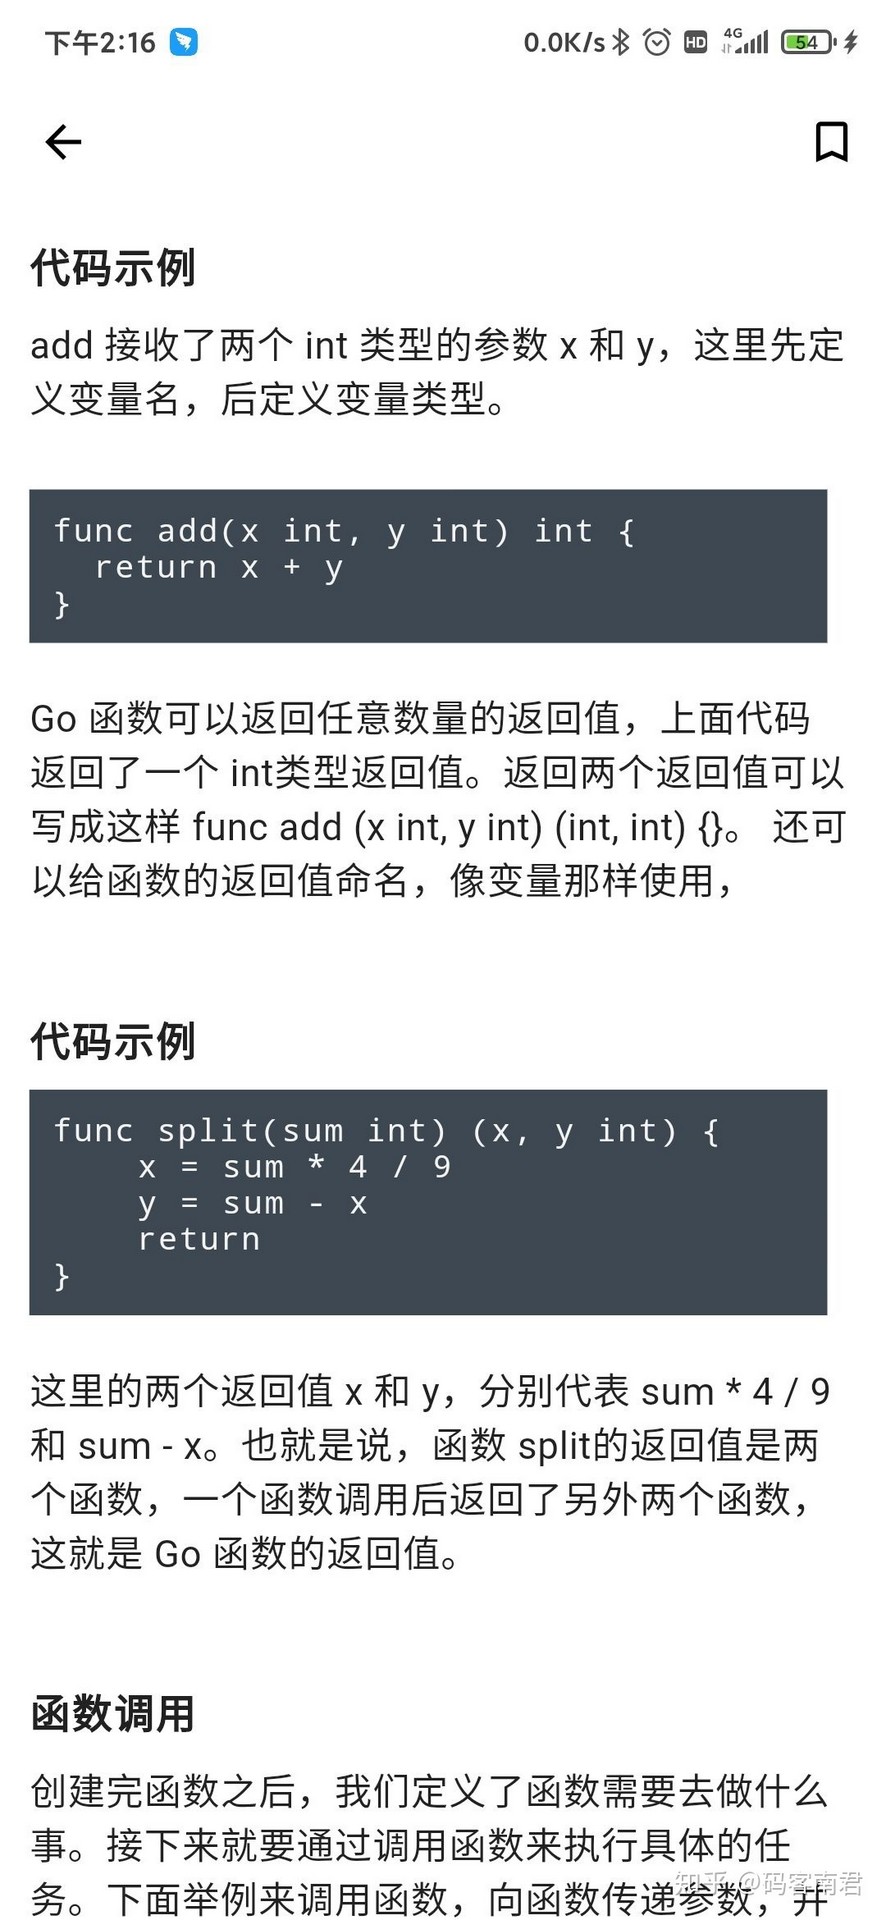 下午2:16
0.0K/s HD 4G 54
代码示例
add 接收了两个 int 类型的参数 x 和 y，这里先定
义变量名，后定义变量类型。
func add(x int, y int) int {
  return x + y
}
Go 函数可以返回任意数量的返回值，上面代码
返回了一个 int类型返回值。返回两个返回值可以
写成这样 func add (x int, y int) (int, int) {}。 还可
以给函数的返回值命名，像变量那样使用，
代码示例
func split(sum int) (x, y int) {
    x = sum * 4 / 9
    y = sum - x
    return
}
这里的两个返回值 x 和 y，分别代表 sum * 4 / 9
和 sum - x。也就是说，函数 split的返回值是两
个函数，一个函数调用后返回了另外两个函数，
这就是 Go 函数的返回值。
函数调用
创建完函数之后，我们定义了函数需要去做什么
事。接下来就要通过调用函数来执行具体的任
务。下面举例来调用函数，向函数传递参数，并
知乎 @码客南君